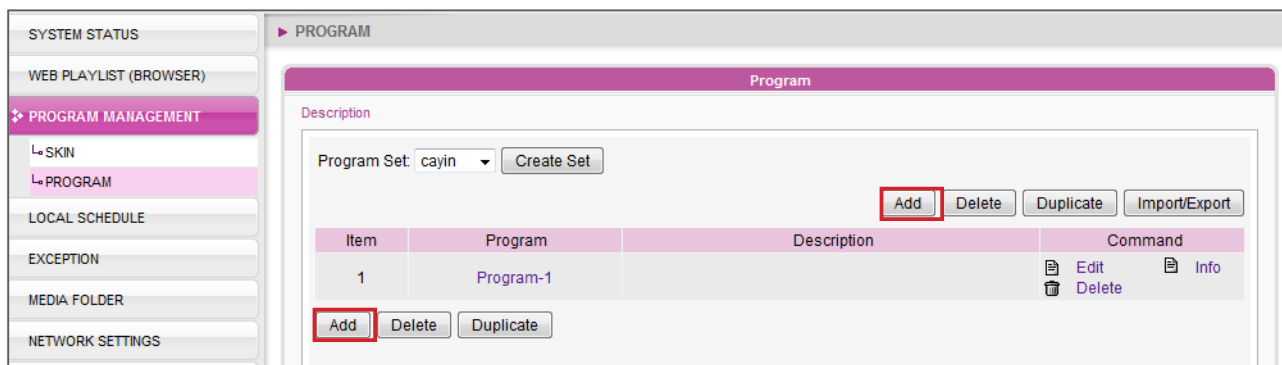 SYSTEM STATUS
WEB PLAYLIST (BROWSER)
PROGRAM MANAGEMENT
SKIN
PROGRAM
LOCAL SCHEDULE
EXCEPTION
MEDIA FOLDER
NETWORK SETTINGS
PROGRAM
Program
Description
Program Set: cayin Create Set
Add Delete Duplicate Import/Export
Item Program Description Command
1 Program-1 Edit Info
Delete
Add Delete Duplicate